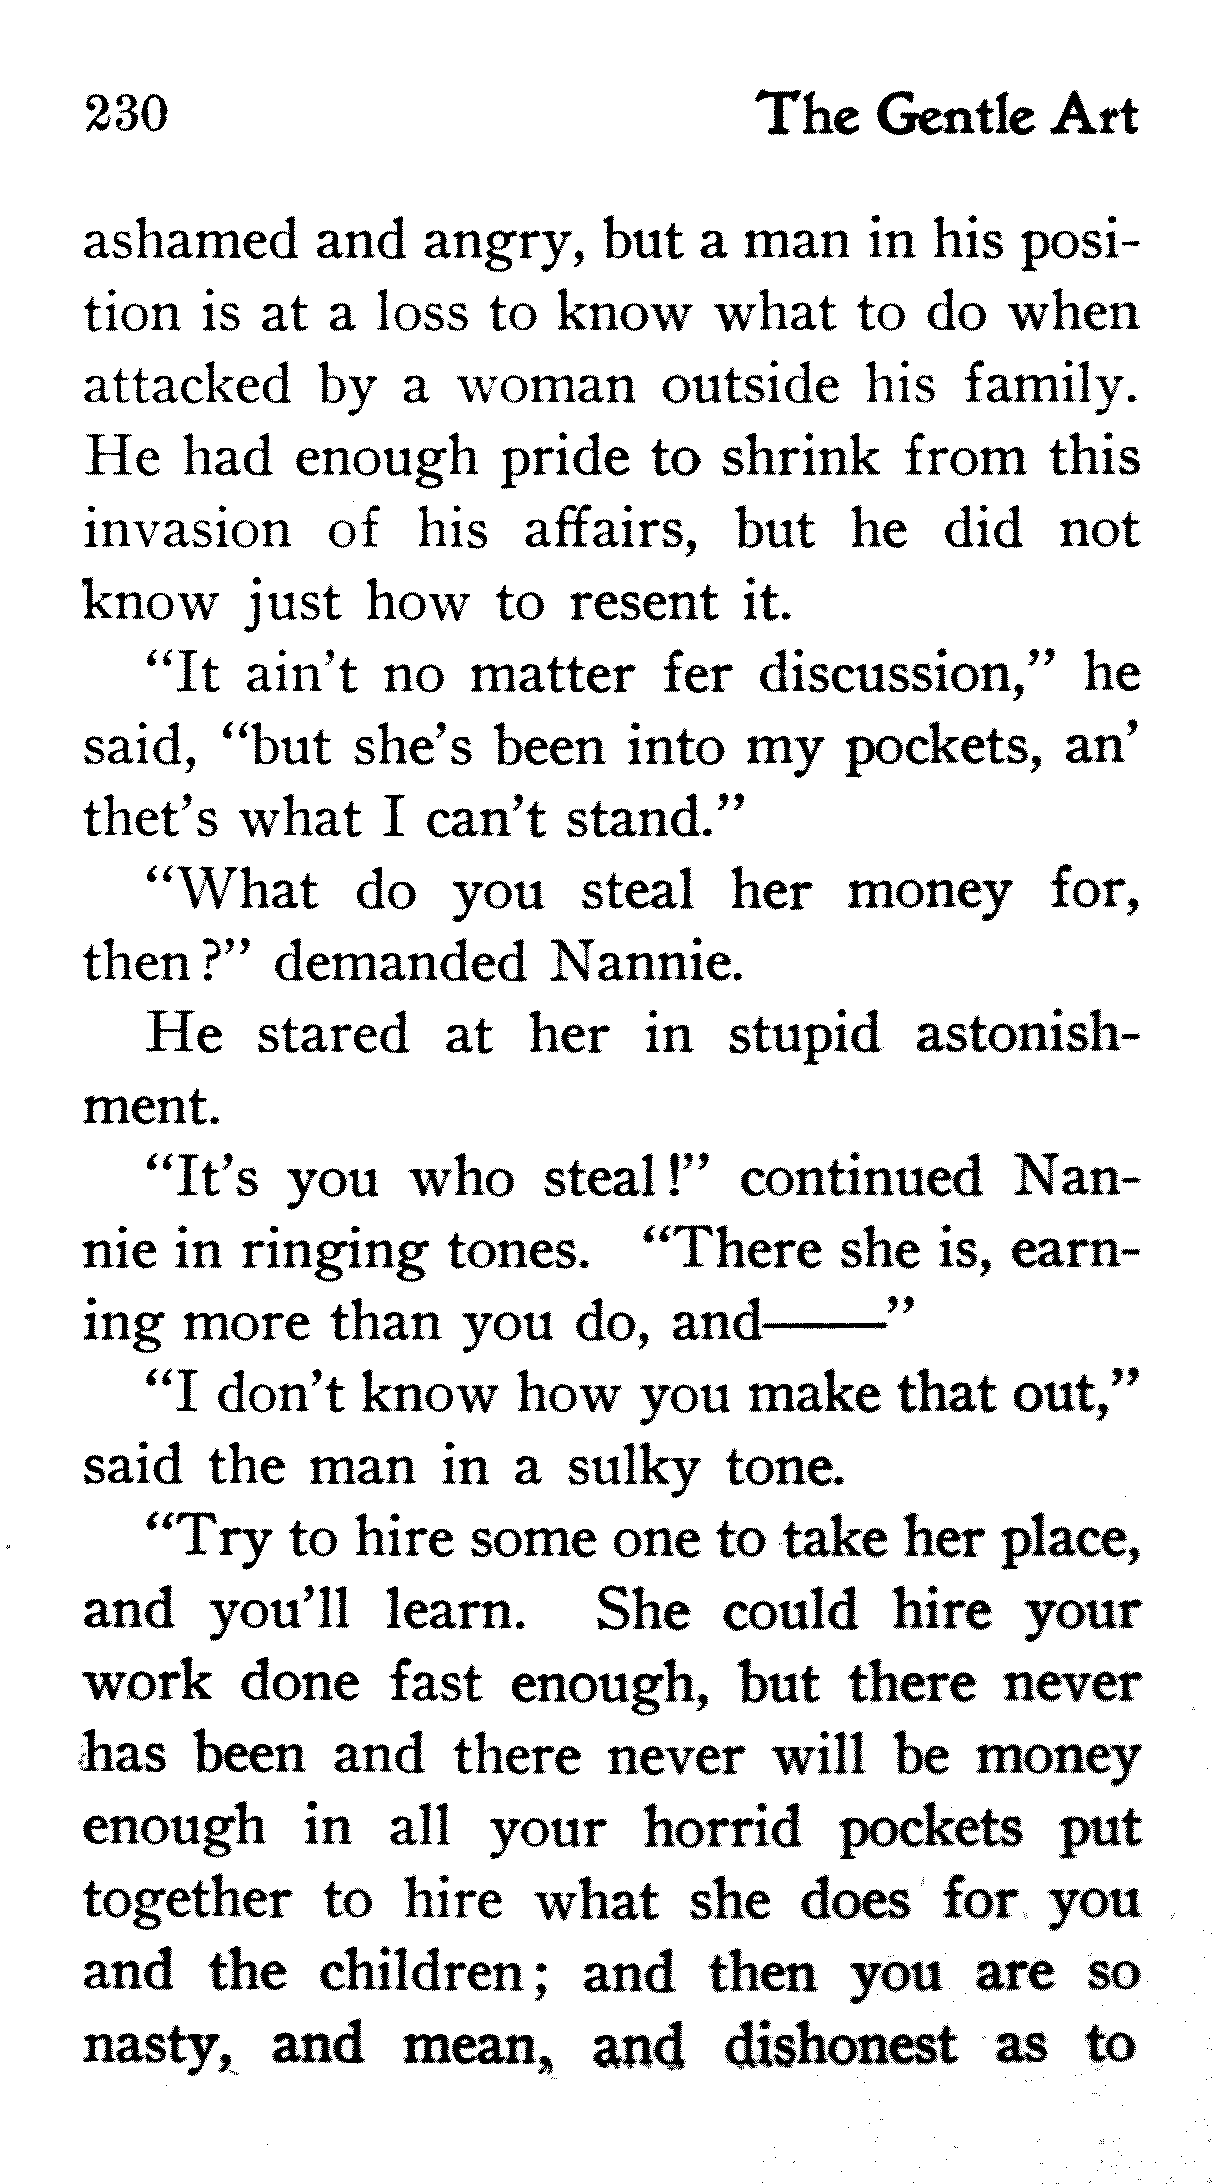 230 The Gentle Art
ashamed and angry, but a man in his posi-
tion is at a loss to know what to do when
attacked by a woman outside his family.
He had enough pride to shrink from this
invasion of his affairs, but he did not
know just how to resent it.
“It ain’t no matter fer discussion,” he
said, “but she’s been into my pockets, an’
thet’s what I can’t stand.”
“What do you steal her money for,
then?” demanded Nannie.
He stared at her in stupid astonish-
ment.
“It’s you who steal!” continued Nan-
nie in ringing tones. “There she is, earn-
ing more than you do, and——”
“I don’t know how you make that out,”
said the man in a sulky tone.
“Try to hire some one to take her place,
and you’ll learn. She could hire your
work done fast enough, but there never
has been and there never will be money
enough in all your horrid pockets put
together to hire what she does for you
and the children; and then you are so
nasty, and mean, and dishonest as to